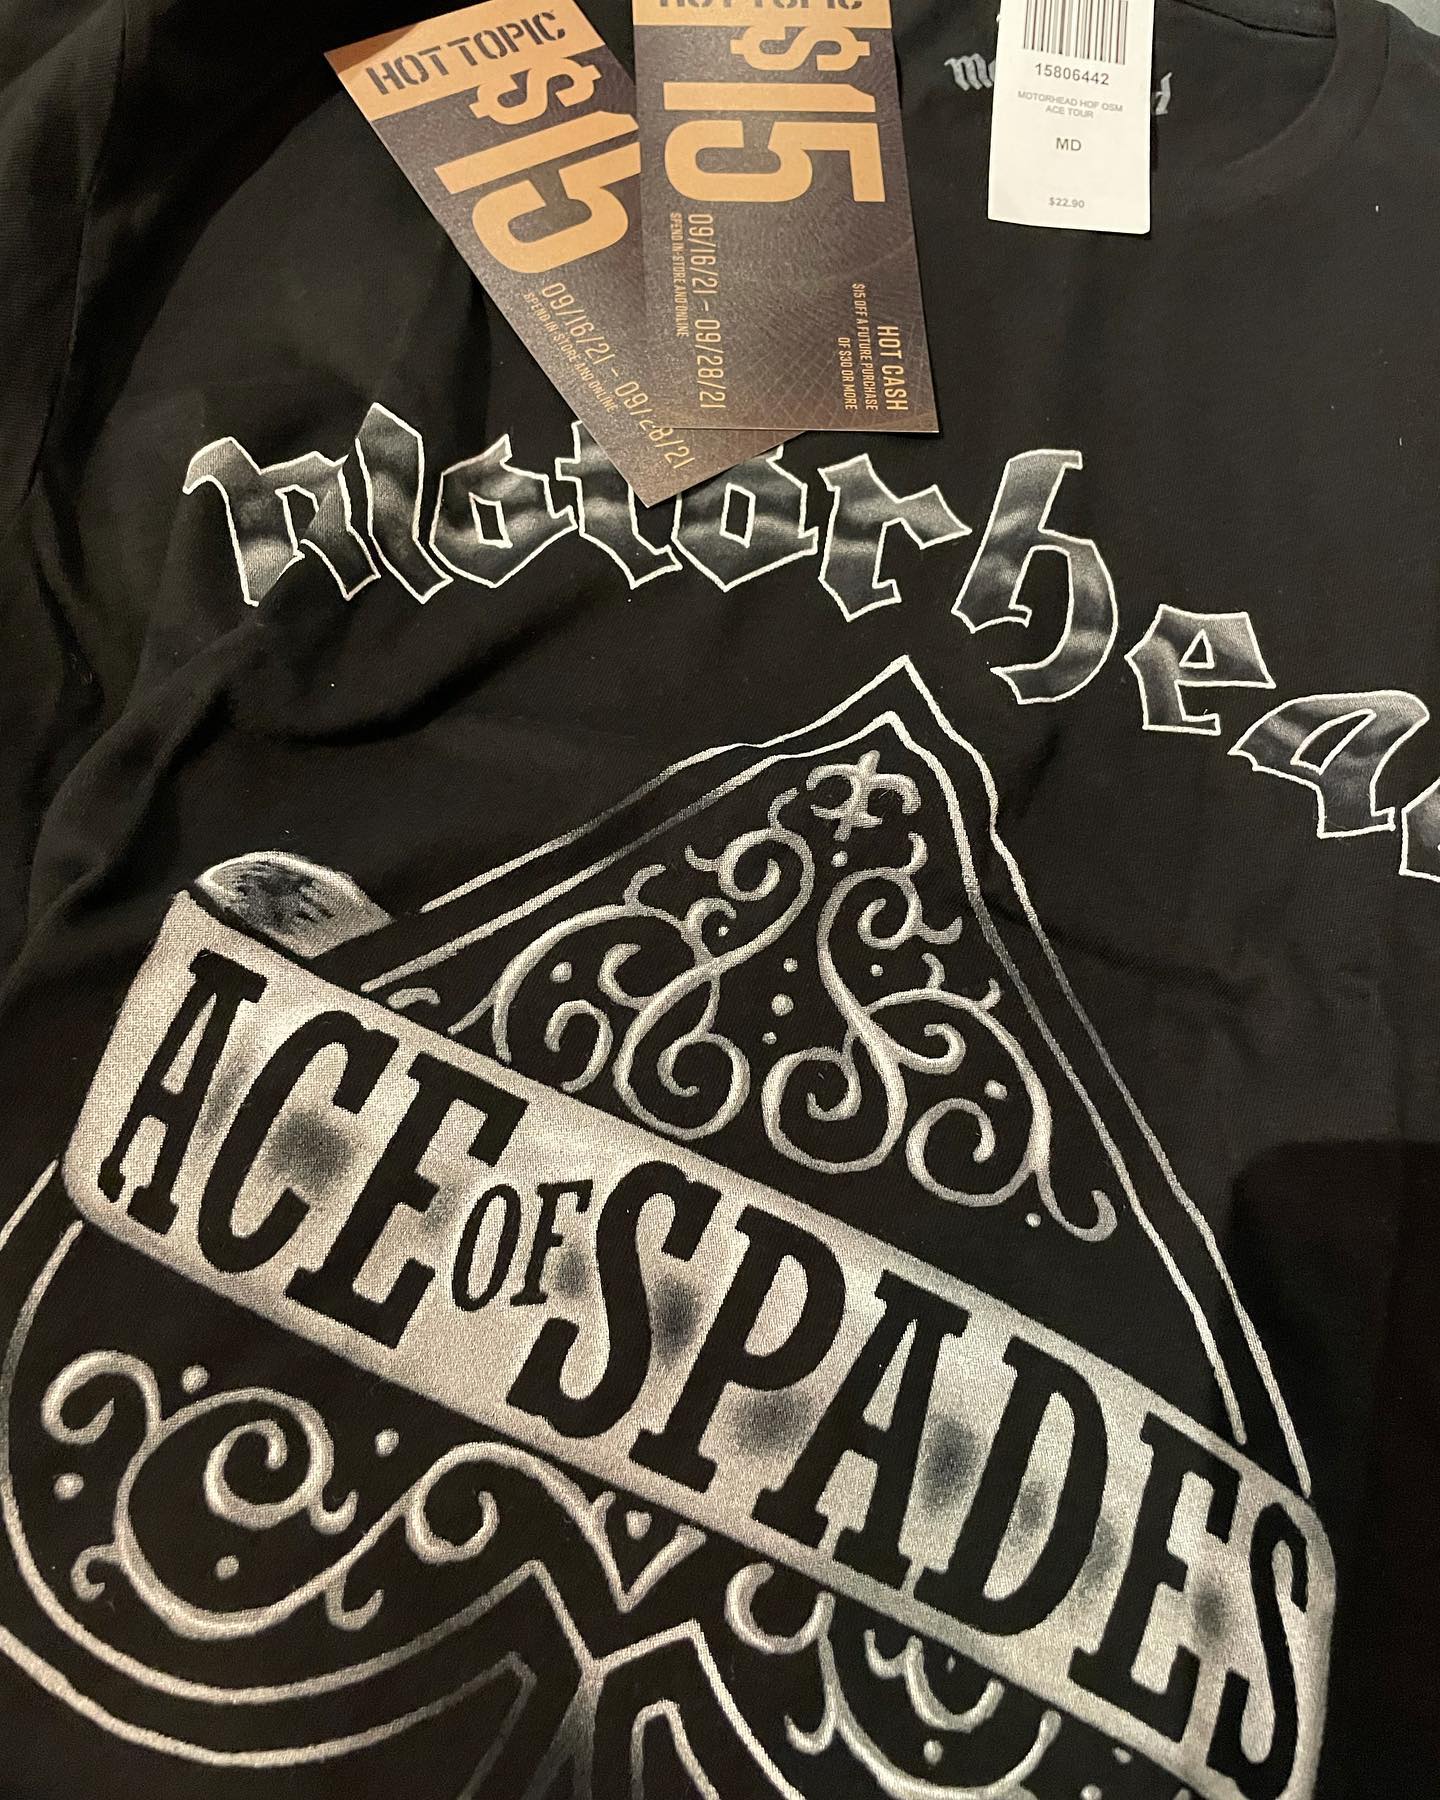 HOT TOPIC
$15
09/16/21 - 09/28/21
SPEND IN-STORE AND ONLINE
HOT TOPIC
$15
09/16/21 - 09/28/21
SPEND IN-STORE AND ONLINE
HOT CASH
$15 OFF A FUTURE PURCHASE
OF $30 OR MORE
15806442
MOTORHEAD HOF OSM
ACE TOUR
MD
$22.90
Motorhea
ACE OF SPADES